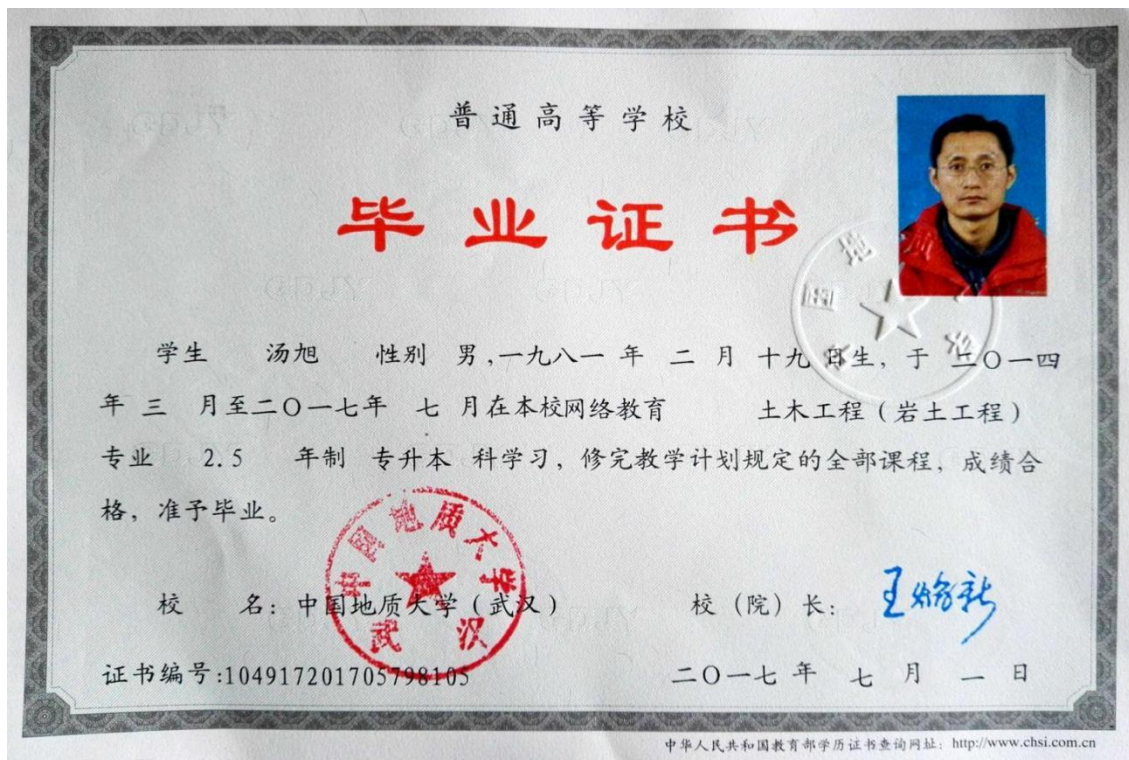 普通高等学校
毕业证书
学生 汤旭 性别 男,一九八一 年 二 月 十九 日生, 于 二〇一四
年 三 月至二〇一七年 七 月在本校网络教育 土木工程(岩土工程)
专业 2.5 年制 专升本 科学习, 修完教学计划规定的全部课程, 成绩合
格, 准予毕业。
中国地质大学
武汉
校 名: 中国地质大学(武汉)
校(院)长:
证书编号:104917201705798105
二〇一七 年 七 月 一 日
中华人民共和国教育部学历证书查询网址: http://www.chsi.com.cn